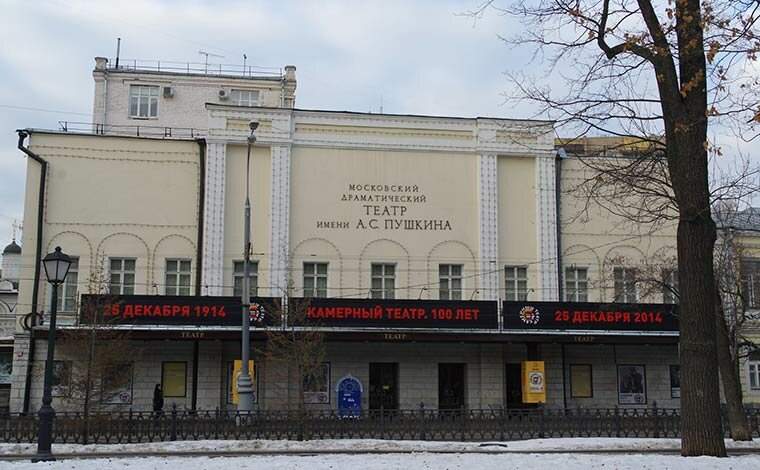 МОСКОВСКИЙ
ДРАМАТИЧЕСКИЙ
ТЕАТР
ИМЕНИ А.С. ПУШКИНА
25 ДЕКАБРЯ 1914
КАМЕРНЫЙ ТЕАТР. 100 ЛЕТ
25 ДЕКАБРЯ 2014
ТЕАТР
ТЕАТР
ТЕАТР